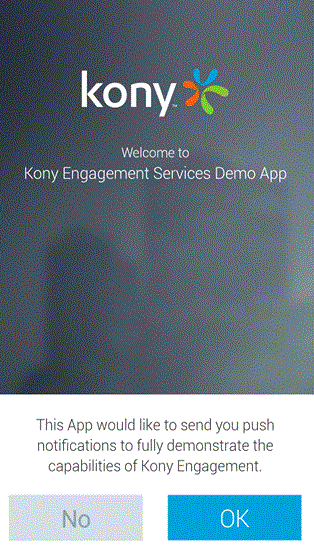 kony™
Welcome to
Kony Engagement Services Demo App
This App would like to send you push
notifications to fully demonstrate the
capabilities of Kony Engagement.
No
OK